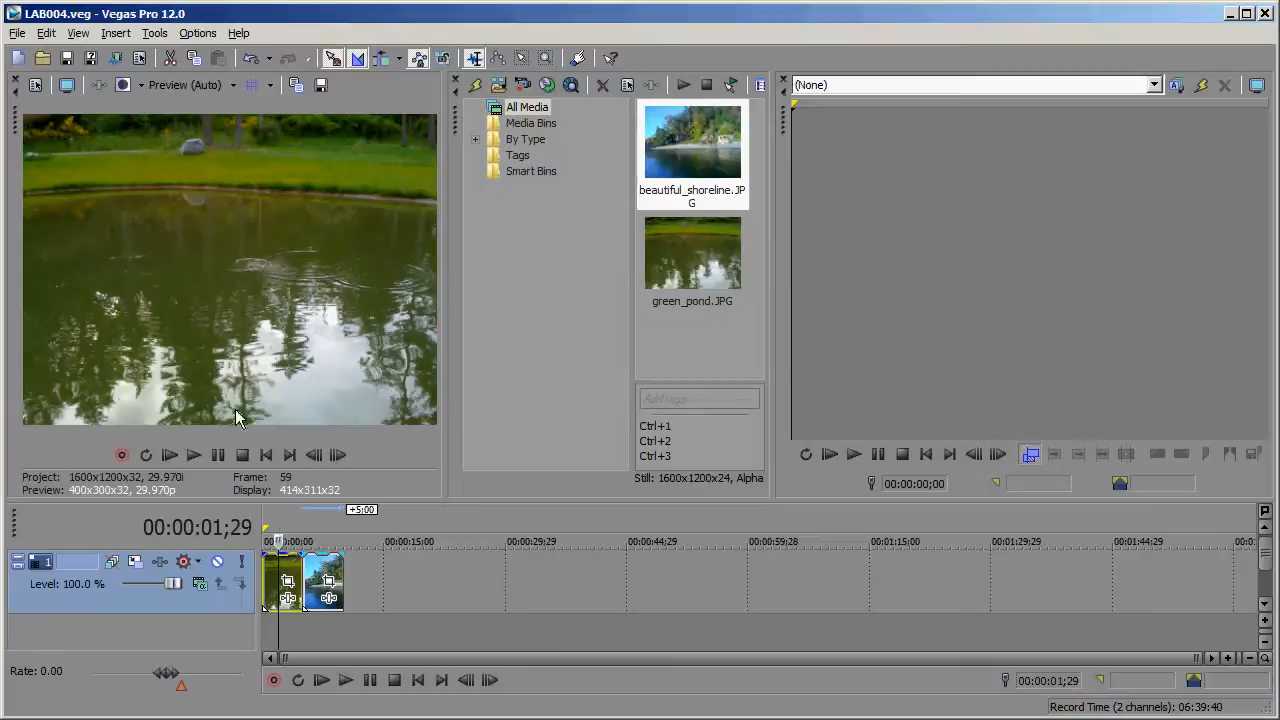 LAB004.veg - Vegas Pro 12.0
File Edit View Insert Tools Options Help
Preview (Auto)
All Media
Media Bins
By Type
Tags
Smart Bins
beautiful_shoreline.JP
G
green_pond.JPG
Ctrl+1
Ctrl+2
Ctrl+3
Still: 1600x1200x24, Alpha
(None)
Project: 1600x1200x32, 29.970i
Frame: 59
Preview: 400x300x32, 29.970p
Display: 414x311x32
00:00:00;00
00:00:01;29
+5;00
00:00:15;00
00:00:29;29
00:00:44;29
00:00:59;28
00:01:15;00
00:01:29;29
00:01:44;29
1
Level: 100.0 %
Rate: 0.00
00:00:01;29
Record Time (2 channels): 06:39:40